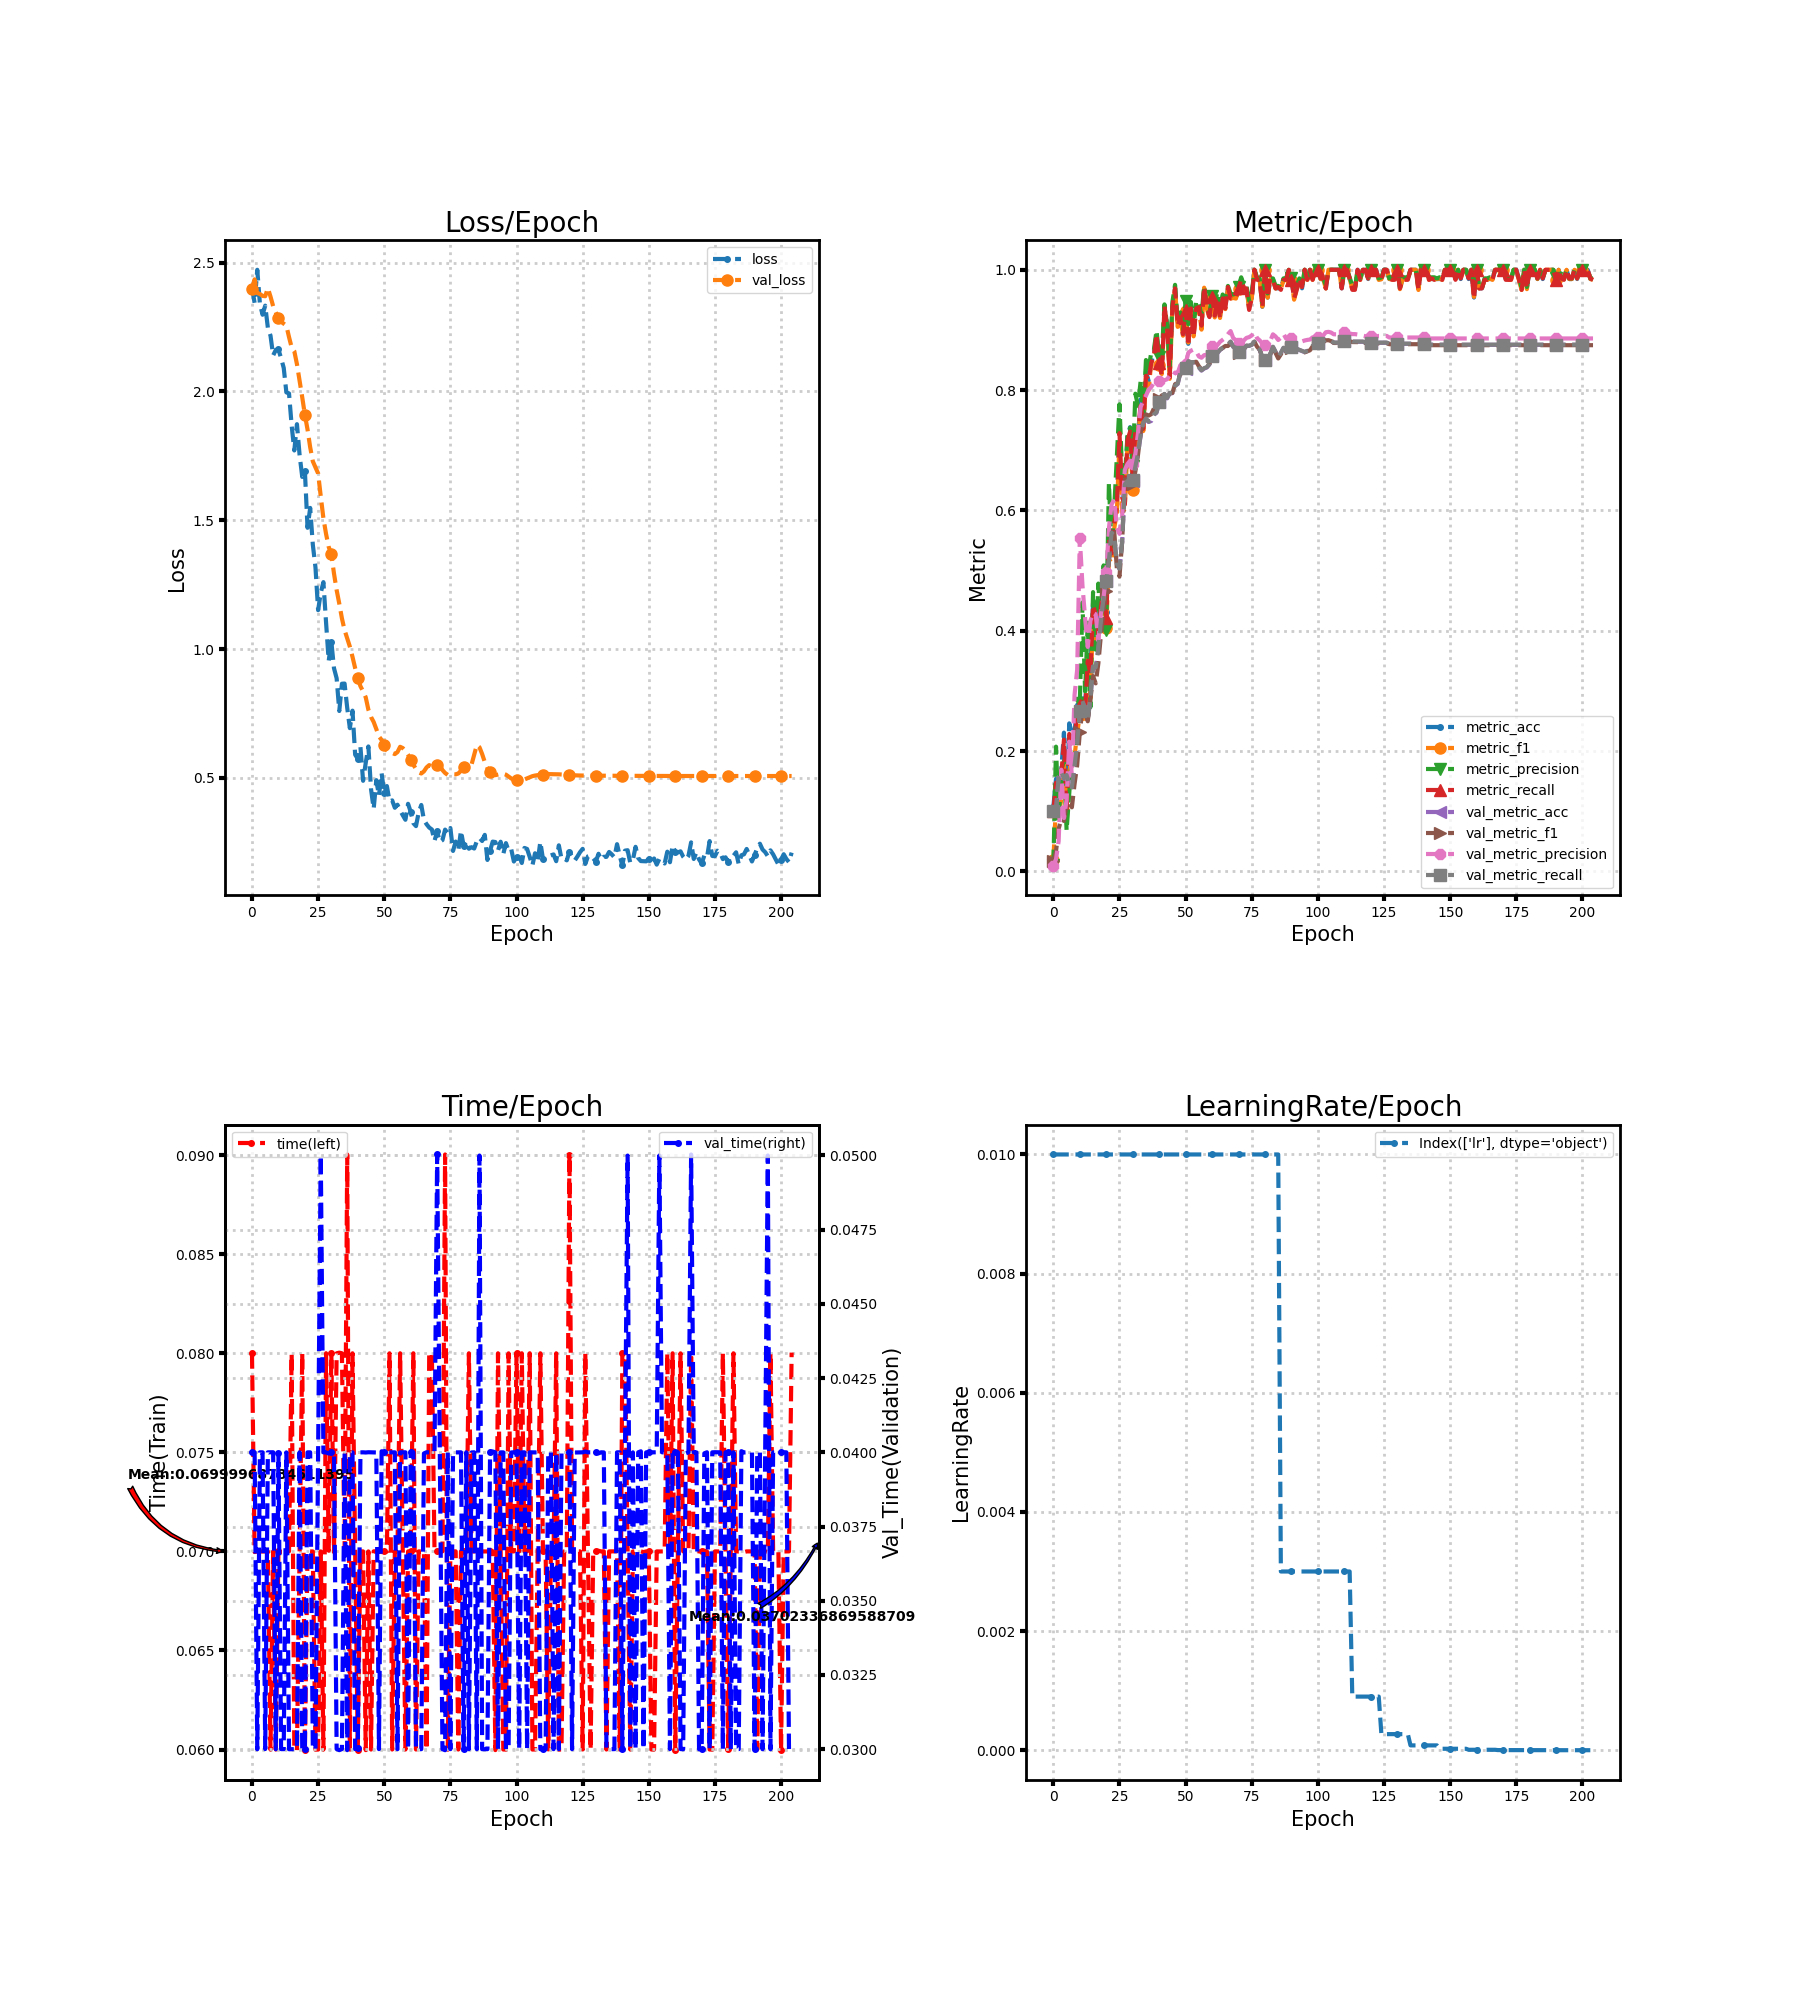 Loss/Epoch
2.5
2.0
1.5
1.0
0.5
Loss
loss
val_loss
0 25 50 75 100 125 150 175 200
Epoch
Metric/Epoch
1.0
0.8
0.6
0.4
0.2
0.0
Metric
metric_acc
metric_f1
metric_precision
metric_recall
val_metric_acc
val_metric_f1
val_metric_precision
val_metric_recall
0 25 50 75 100 125 150 175 200
Epoch
Time/Epoch
time(left)
val_time(right)
0.090
0.085
0.080
0.075
0.070
0.065
0.060
Time(Train)
0.0500
0.0475
0.0450
0.0425
0.0400
0.0375
0.0350
0.0325
0.0300
Val_Time(Validation)
Mean:0.03702336869588709
0 25 50 75 100 125 150 175 200
Epoch
LearningRate/Epoch
Index(['lr'], dtype='object')
0.010
0.008
0.006
0.004
0.002
0.000
LearningRate
0 25 50 75 100 125 150 175 200
Epoch